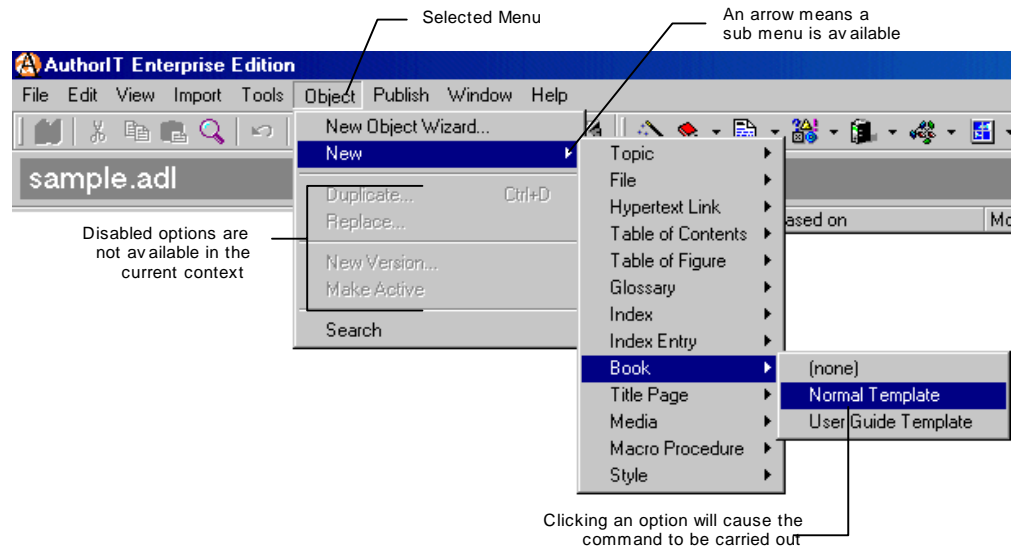 Selected Menu
An arrow means a
sub menu is available
AuthorIT Enterprise Edition
File Edit View Import Tools Object Publish Window Help
New Object Wizard...
New
sample.adl
Duplicate... Ctrl+D
Replace...
New Version...
Make Active
Search
Disabled options are
not available in the
current context
Topic
File
Hypertext Link
Table of Contents
Table of Figure
Glossary
Index
Index Entry
Book
Title Page
Media
Macro Procedure
Style
ased on Mo
(none)
Normal Template
User Guide Template
Clicking an option will cause the
command to be carried out